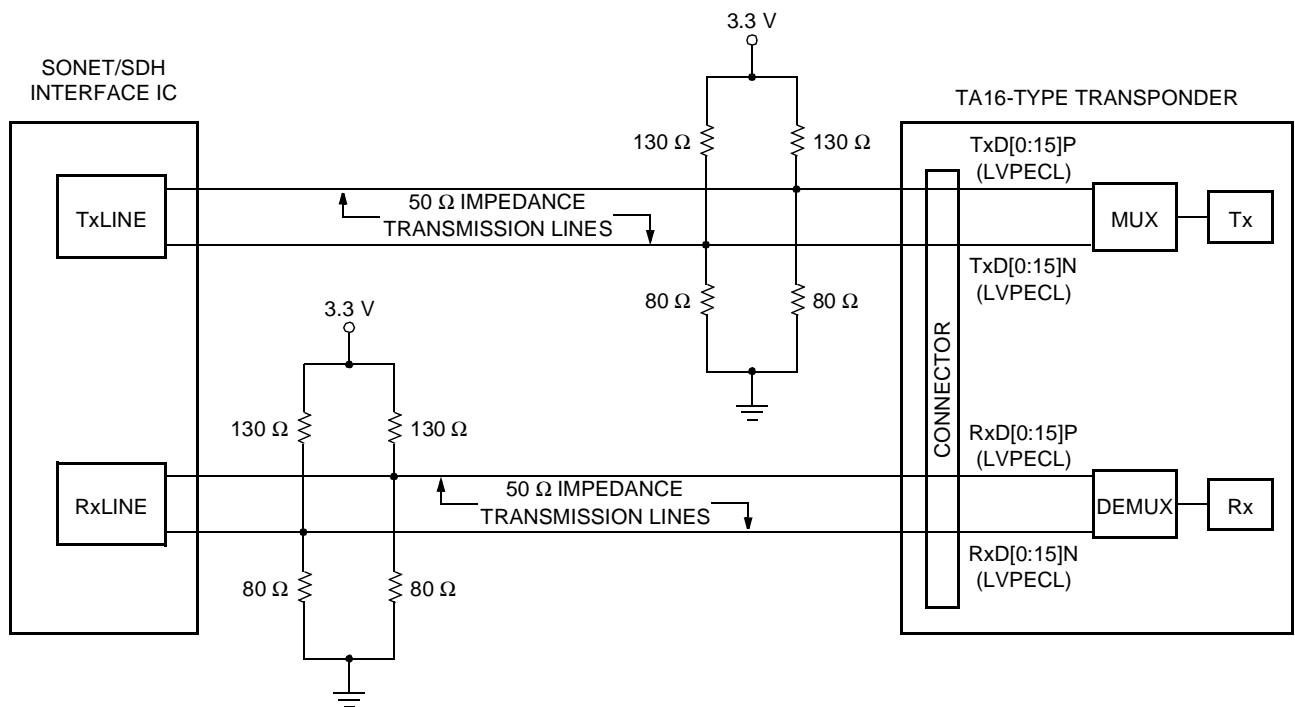 3.3 V
SONET/SDH
INTERFACE IC
TA16-TYPE TRANSPONDER
130 Ω
130 Ω
TxD[0:15]P
(LVPECL)
TxLINE
50 Ω IMPEDANCE
TRANSMISSION LINES
MUX
Tx
TxD[0:15]N
(LVPECL)
80 Ω
80 Ω
3.3 V
CONNECTOR
130 Ω
130 Ω
RxD[0:15]P
(LVPECL)
RxLINE
50 Ω IMPEDANCE
TRANSMISSION LINES
DEMUX
Rx
RxD[0:15]N
(LVPECL)
80 Ω
80 Ω